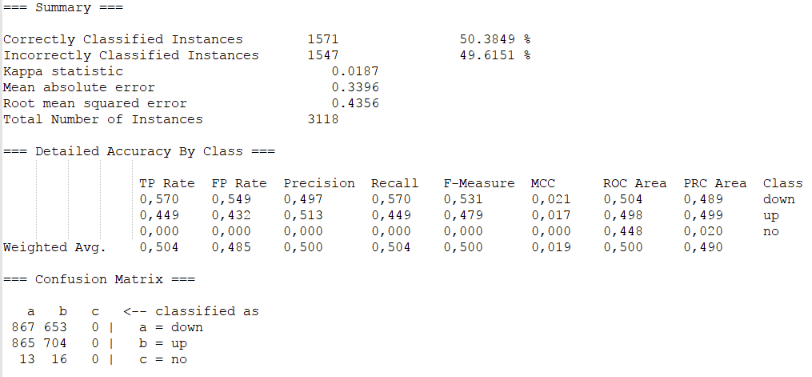 === Summary ===
Correctly Classified Instances 1571 50.3849 %
Incorrectly Classified Instances 1547 49.6151 %
Kappa statistic 0.0187
Mean absolute error 0.3396
Root mean squared error 0.4356
Total Number of Instances 3118
=== Detailed Accuracy By Class ===
TP Rate FP Rate Precision Recall F-Measure MCC ROC Area PRC Area Class
0,570 0,549 0,497 0,570 0,531 0,021 0,504 0,489 down
0,449 0,432 0,513 0,449 0,479 0,017 0,498 0,499 up
0,000 0,000 0,000 0,000 0,000 0,000 0,448 0,020 no
Weighted Avg. 0,504 0,485 0,500 0,504 0,500 0,019 0,500 0,490
=== Confusion Matrix ===
a b c <-- classified as
867 653 0 | a = down
865 704 0 | b = up
13 16 0 | c = no